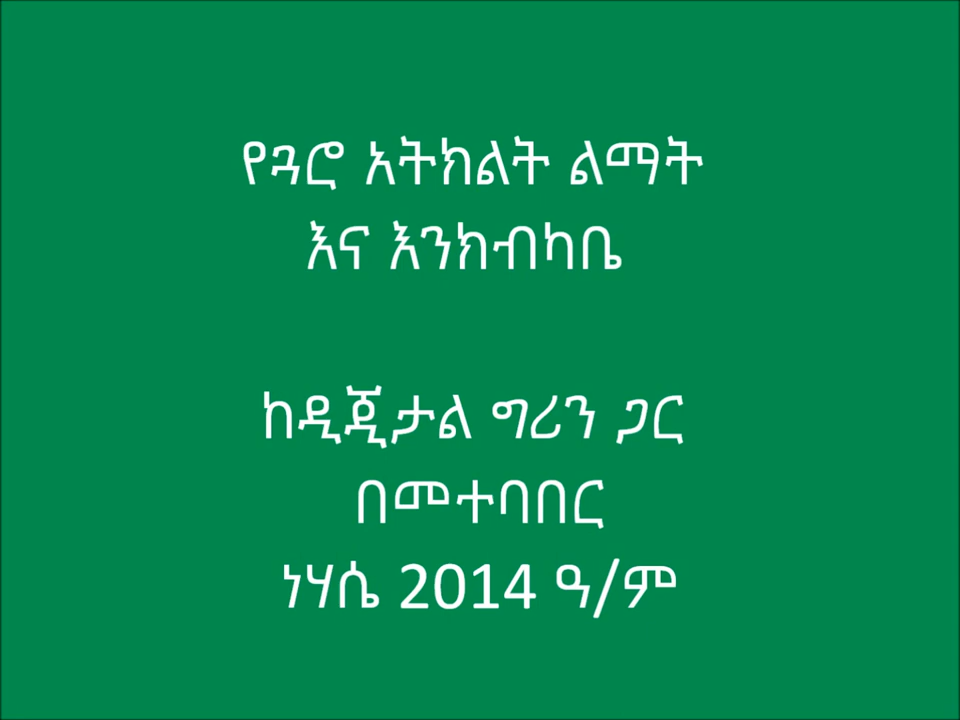 የጓሮ አትክልት ልማት
እና እንክብካቤ
ከዲጂታል ግሪን ጋር
በመተባበር
ነሃሴ 2014 ዓ/ም